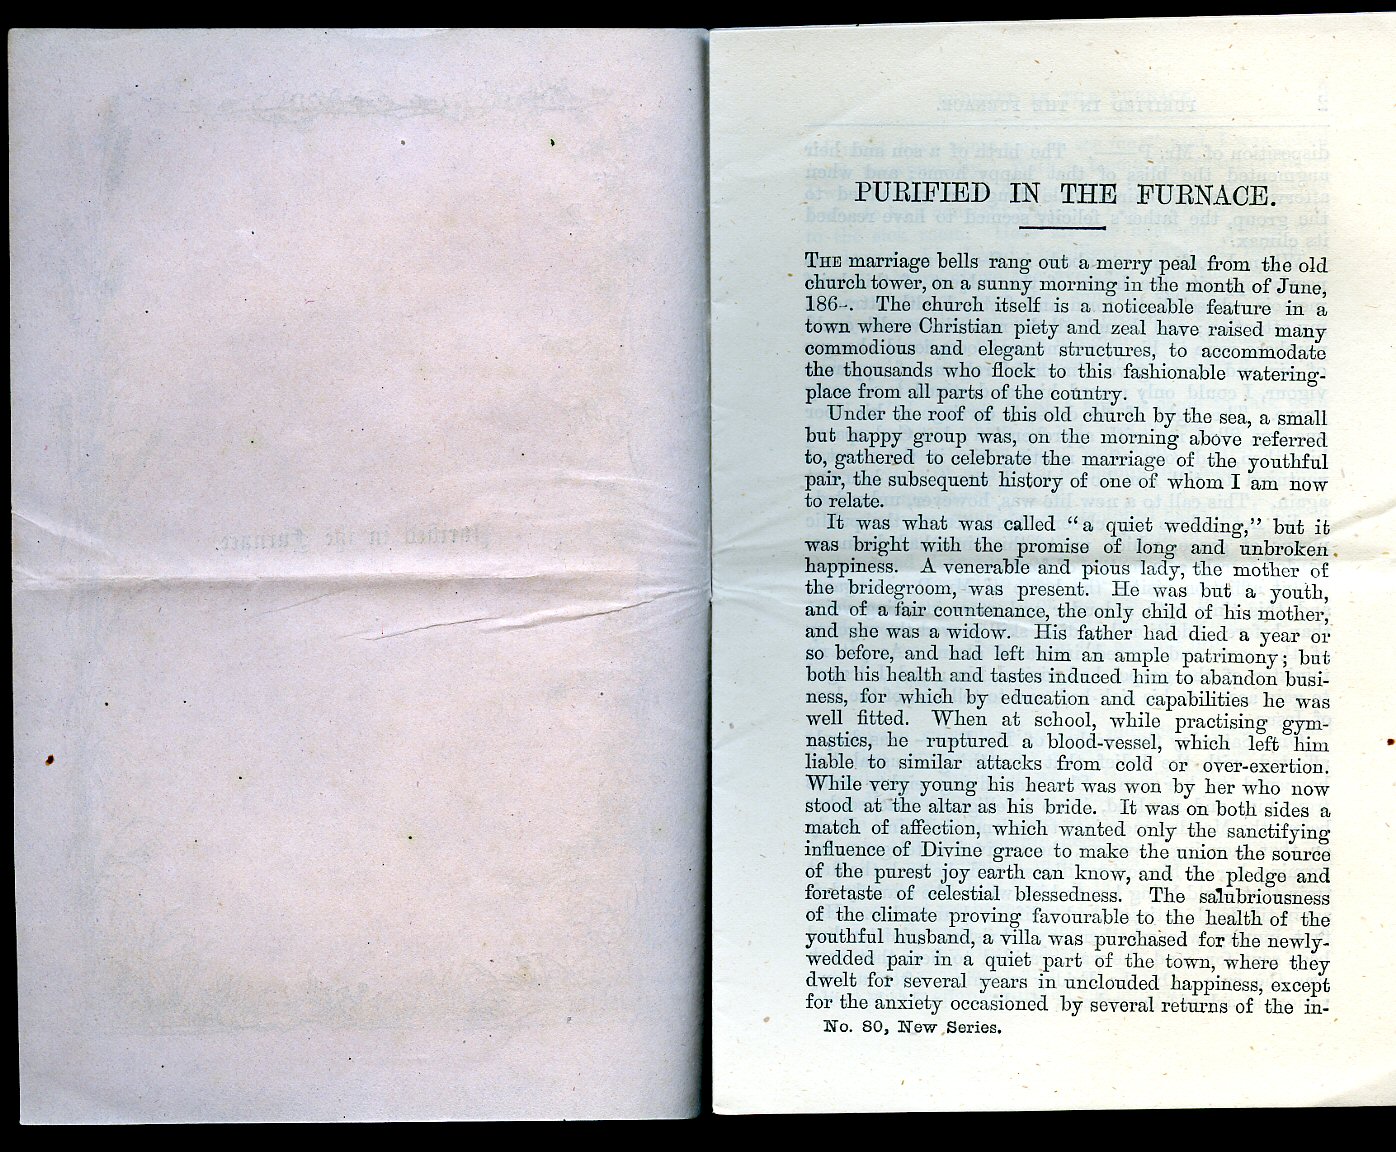 PURIFIED IN THE FURNACE.
THE marriage bells rang out a merry peal from the old
church tower, on a sunny morning in the month of June,
186–. The church itself is a noticeable feature in a
town where Christian piety and zeal have raised many
commodious and elegant structures, to accommodate
the thousands who flock to this fashionable watering-
place from all parts of the country.
Under the roof of this old church by the sea, a small
but happy group was, on the morning above referred
to, gathered to celebrate the marriage of the youthful
pair, the subsequent history of one of whom I am now
to relate.
It was what was called “a quiet wedding,” but it
was bright with the promise of long and unbroken
happiness. A venerable and pious lady, the mother of
the bridegroom, was present. He was but a youth,
and of a fair countenance, the only child of his mother,
and she was a widow. His father had died a year or
so before, and had left him an ample patrimony; but
both his health and tastes induced him to abandon busi-
ness, for which by education and capabilities he was
well fitted. When at school, while practising gym-
nastics, he ruptured a blood-vessel, which left him
liable to similar attacks from cold or over-exertion.
While very young his heart was won by her who now
stood at the altar as his bride. It was on both sides a
match of affection, which wanted only the sanctifying
influence of Divine grace to make the union the source
of the purest joy earth can know, and the pledge and
foretaste of celestial blessedness. The salubriousness
of the climate proving favourable to the health of the
youthful husband, a villa was purchased for the newly-
wedded pair in a quiet part of the town, where they
dwelt for several years in unclouded happiness, except
for the anxiety occasioned by several returns of the in-
No. 80, New Series.